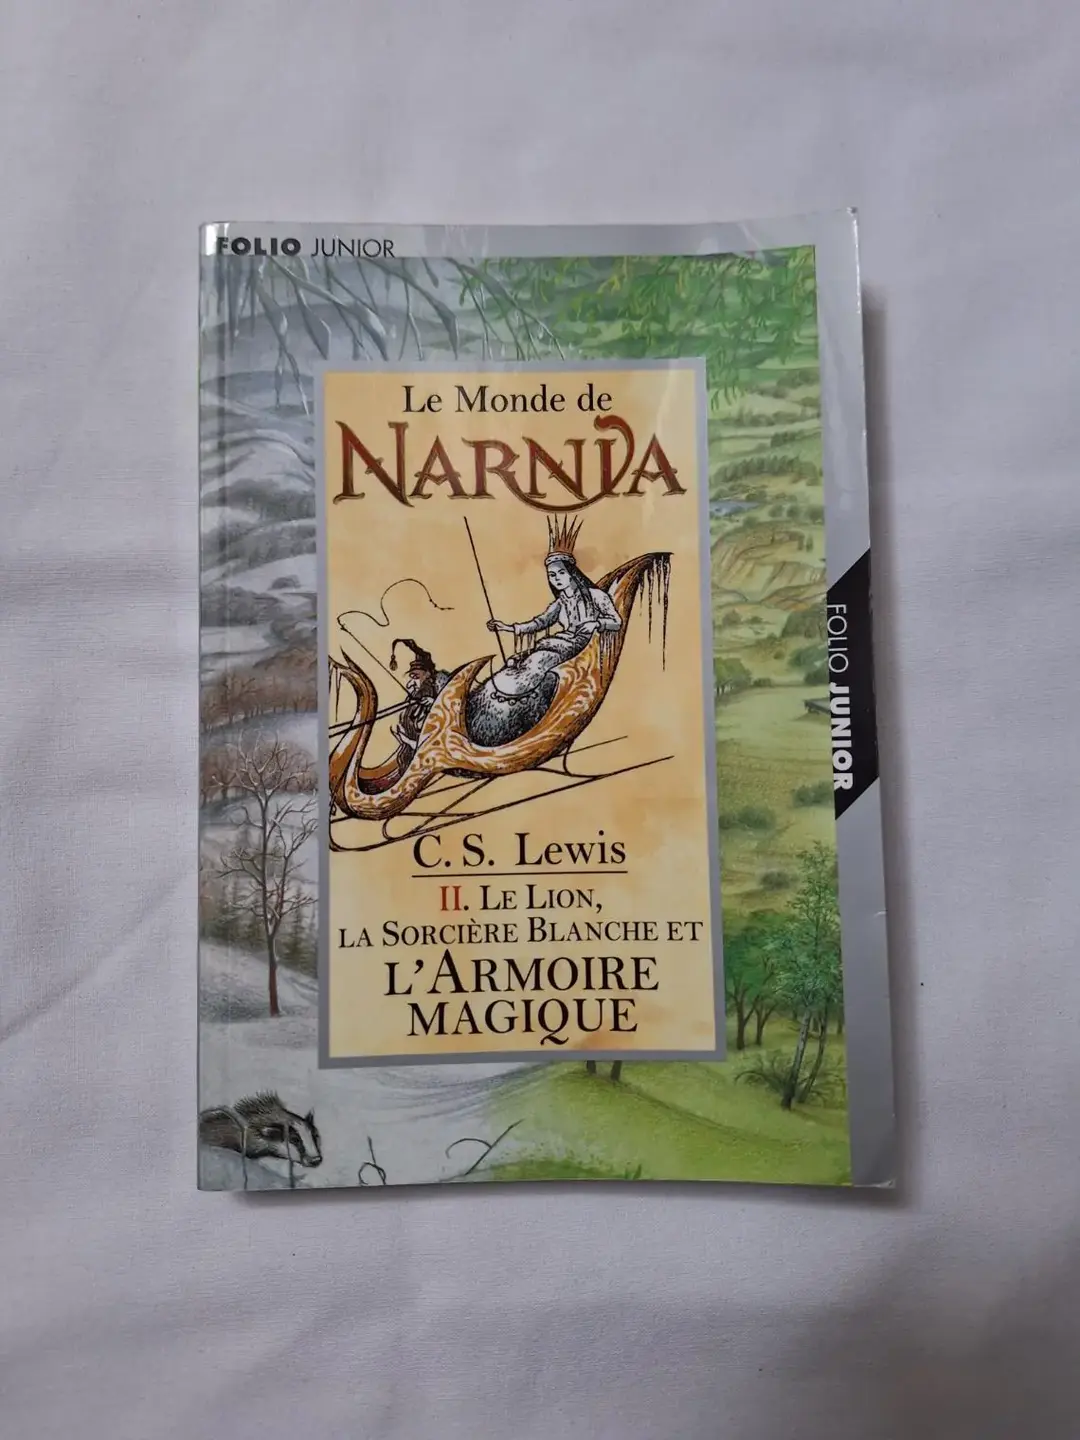 FOLIO JUNIOR
Le Monde de
NARNIA
C. S. Lewis
II. LE LION,
LA SORCIÈRE BLANCHE ET
L'ARMOIRE
MAGIQUE
FOLIO JUNIOR